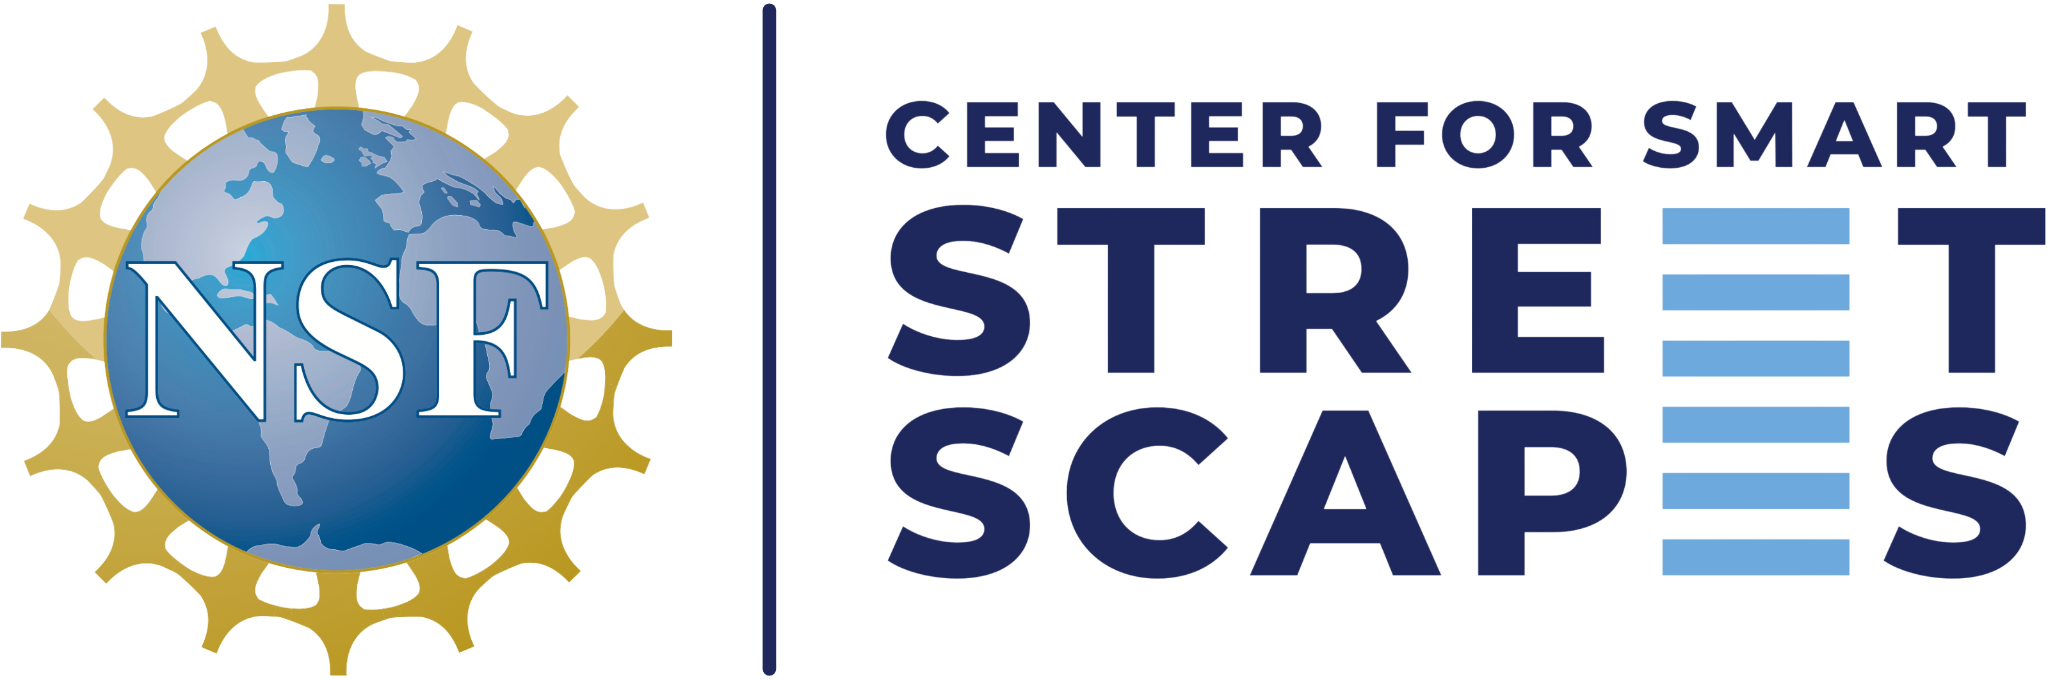 NSF
CENTER FOR SMART
STREET
SCAPES